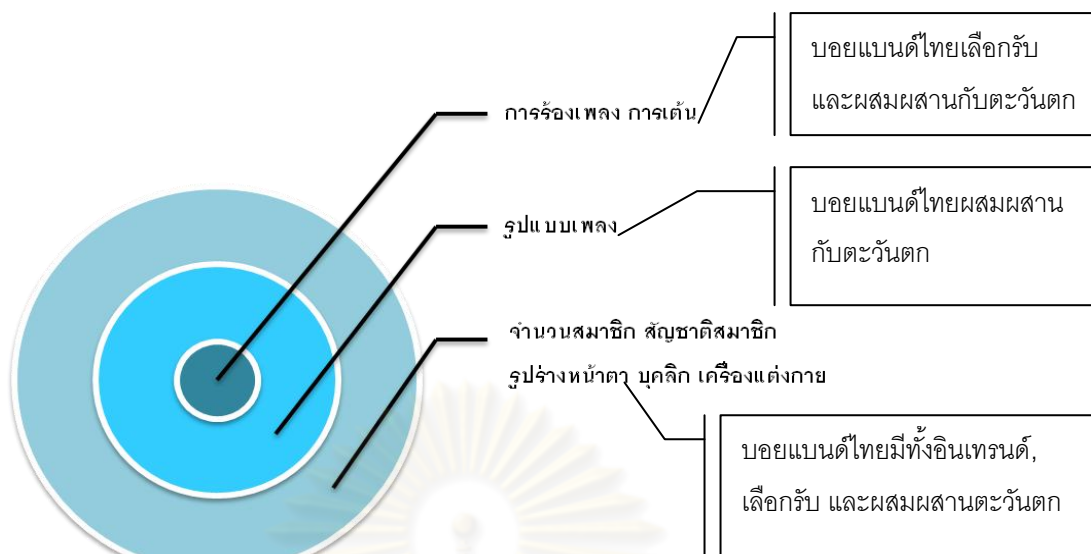 บอยแบนด์ไทยเลือกรับ
และผสมผสานกับตะวันตก
การร้องเพลง การเต้น
บอยแบนด์ไทยผสมผสาน
กับตะวันตก
รูปแบบเพลง
จำนวนสมาชิก สัญชาติสมาชิก
รูปร่างหน้าตา บุคลิก เครื่องแต่งกาย
บอยแบนด์ไทยมีทั้งอินเทรนด์,
เลือกรับ และผสมผสานตะวันตก